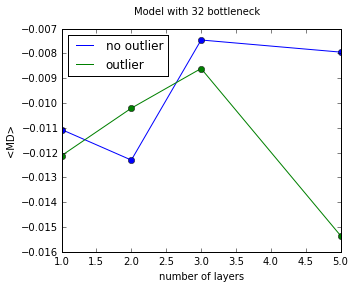 Model with 32 bottleneck
no outlier
outlier
−0.007
−0.008
−0.009
−0.010
−0.011
−0.012
−0.013
−0.014
−0.015
−0.016
<MD>
1.0 1.5 2.0 2.5 3.0 3.5 4.0 4.5 5.0
number of layers